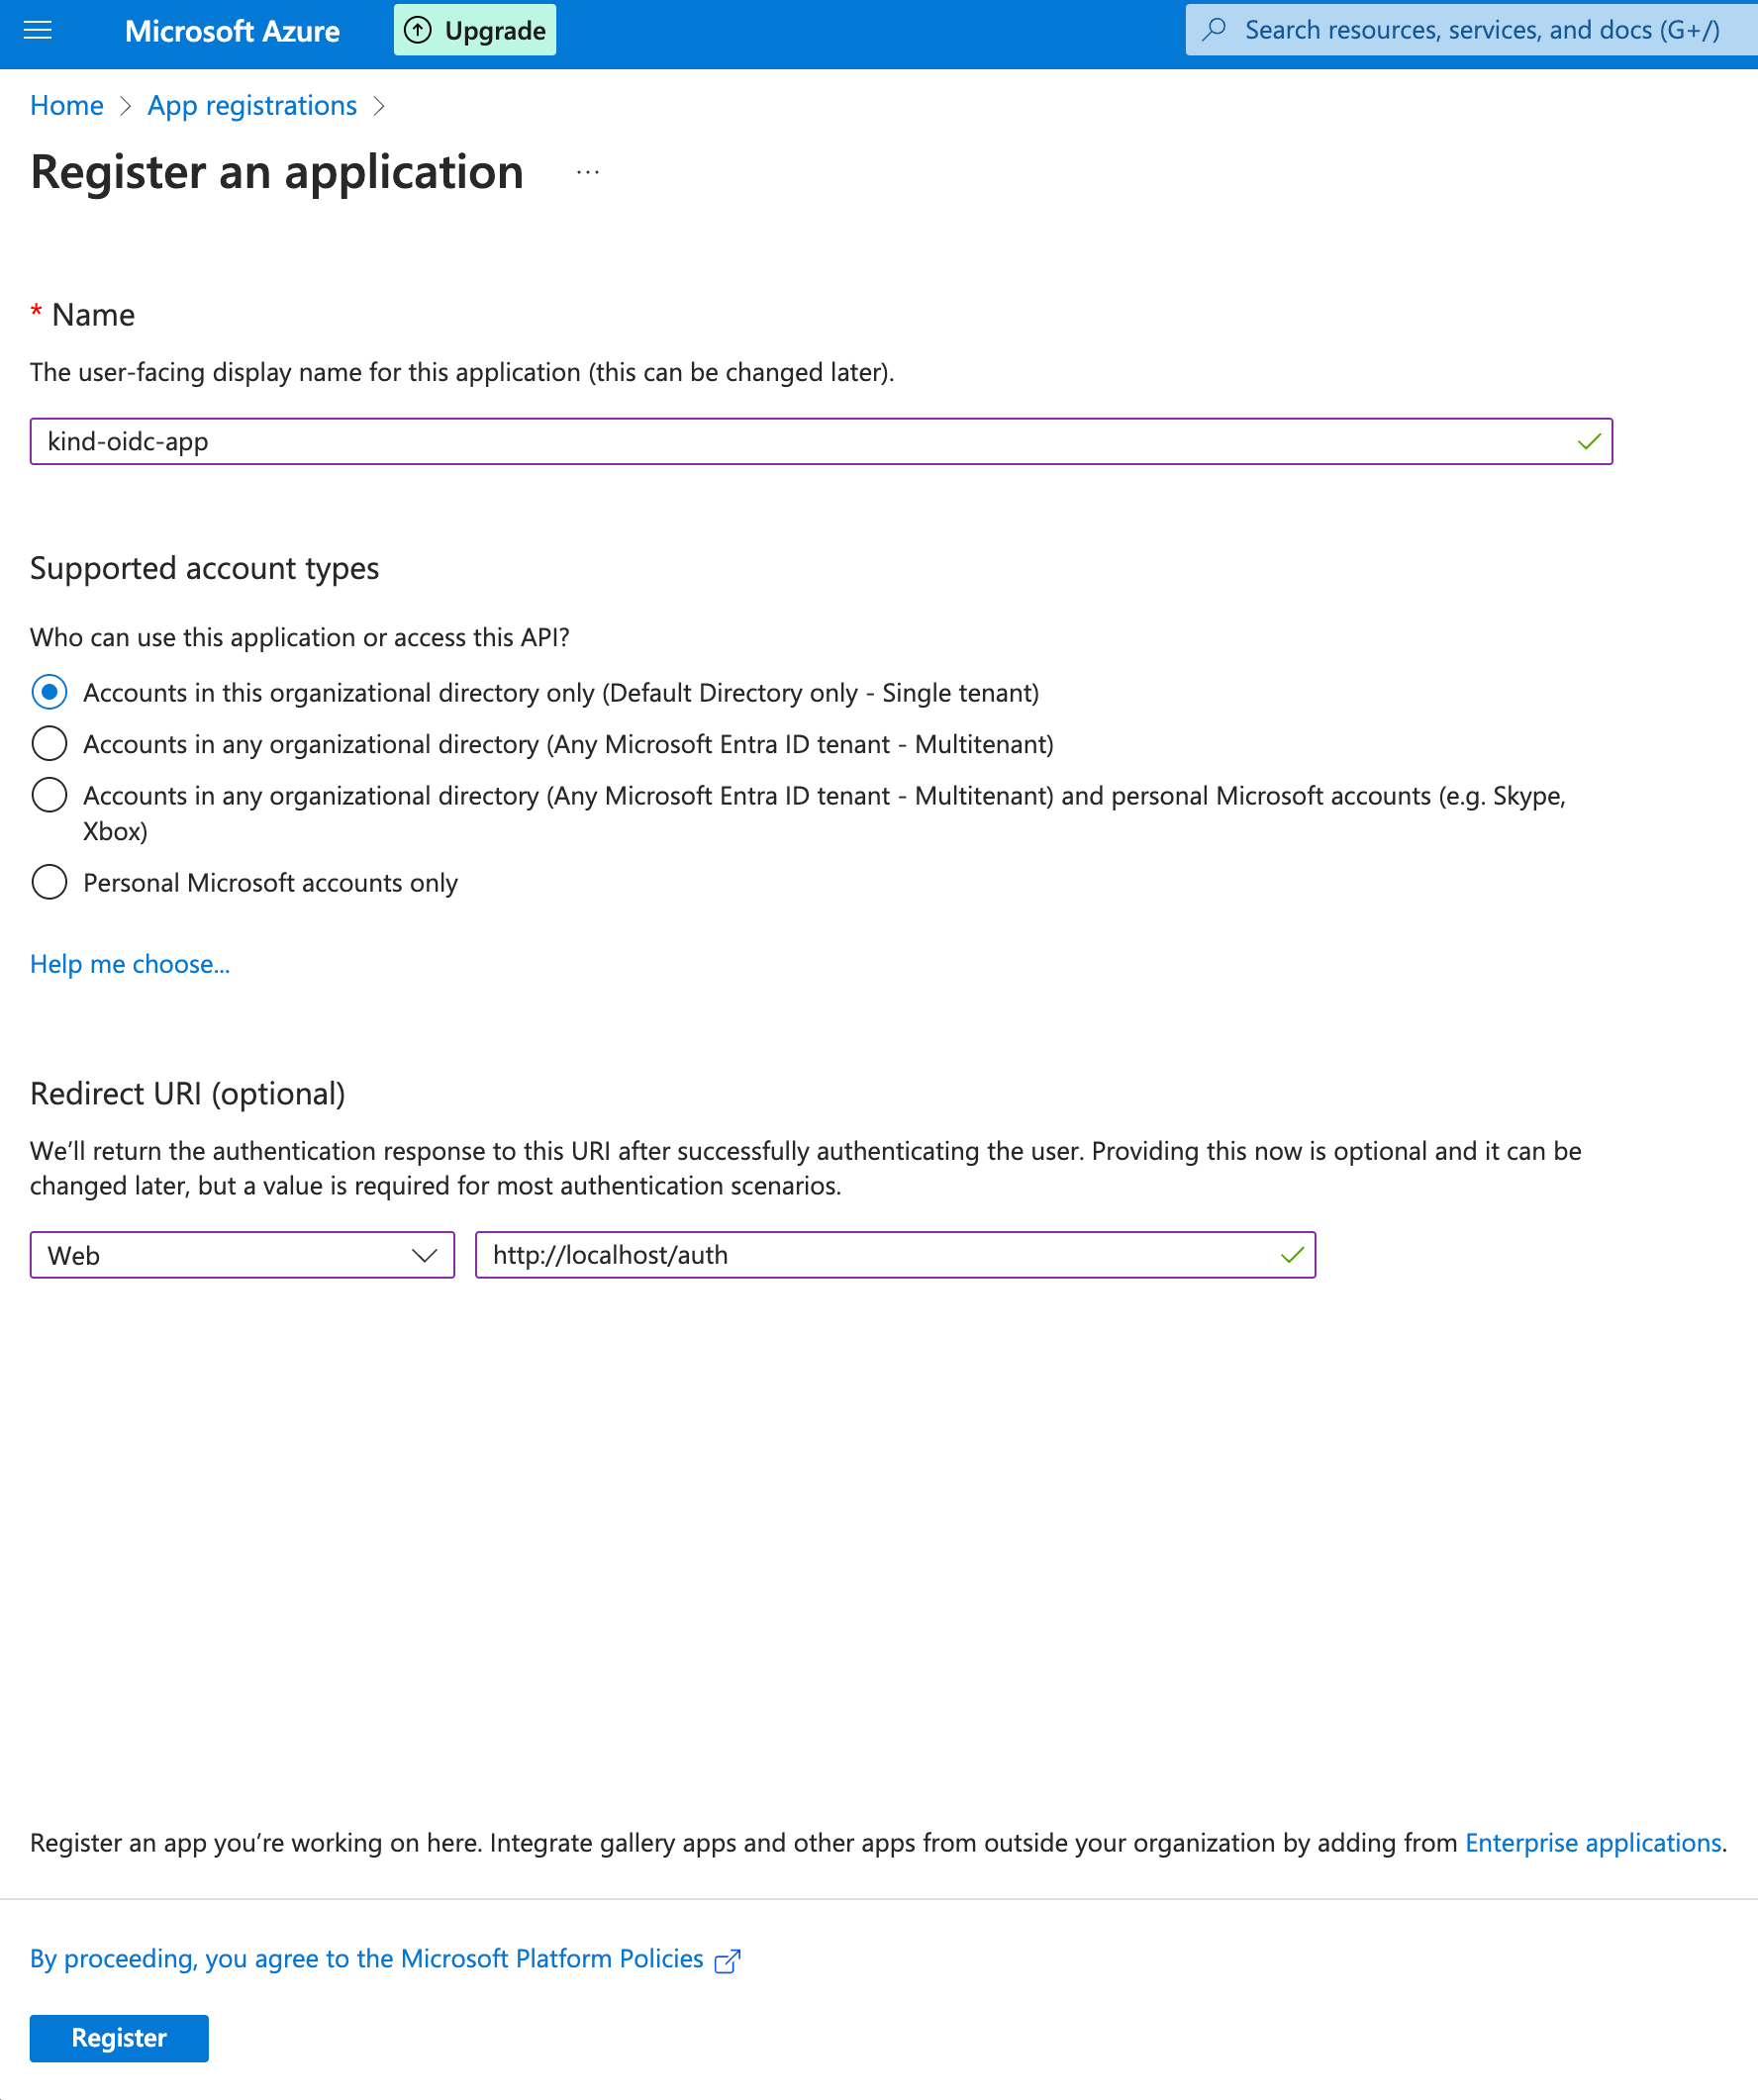 Microsoft Azure
Upgrade
Search resources, services, and docs (G+/)
Home
App registrations
Register an application
...
* Name
The user-facing display name for this application (this can be changed later).
kind-oidc-app
Supported account types
Who can use this application or access this API?
Accounts in this organizational directory only (Default Directory only - Single tenant)
Accounts in any organizational directory (Any Microsoft Entra ID tenant - Multitenant)
Accounts in any organizational directory (Any Microsoft Entra ID tenant - Multitenant) and personal Microsoft accounts (e.g. Skype,
Xbox)
Personal Microsoft accounts only
Help me choose...
Redirect URI (optional)
We’ll return the authentication response to this URI after successfully authenticating the user. Providing this now is optional and it can be
changed later, but a value is required for most authentication scenarios.
Web
http://localhost/auth
Register an app you’re working on here. Integrate gallery apps and other apps from outside your organization by adding from Enterprise applications.
By proceeding, you agree to the Microsoft Platform Policies
Register